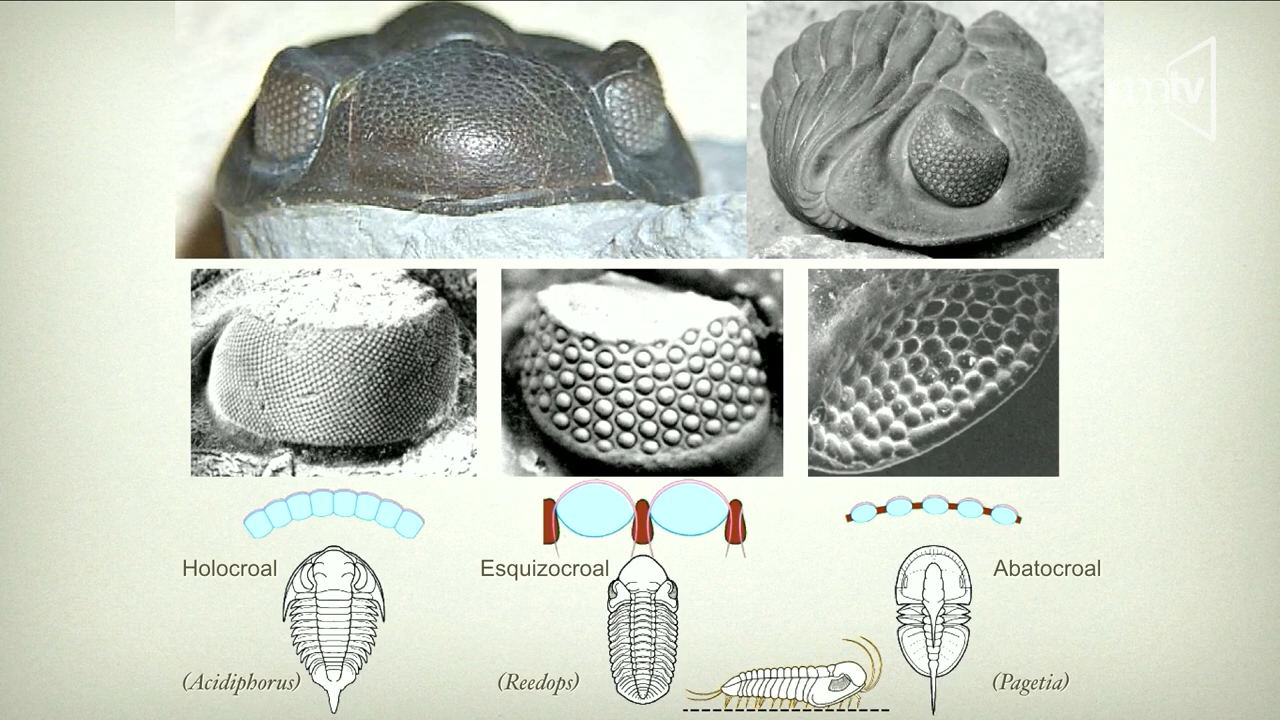 Holocroal
Esquizocroal
Abatocroal
(Acidiphorus)
(Reedops)
(Pagetia)